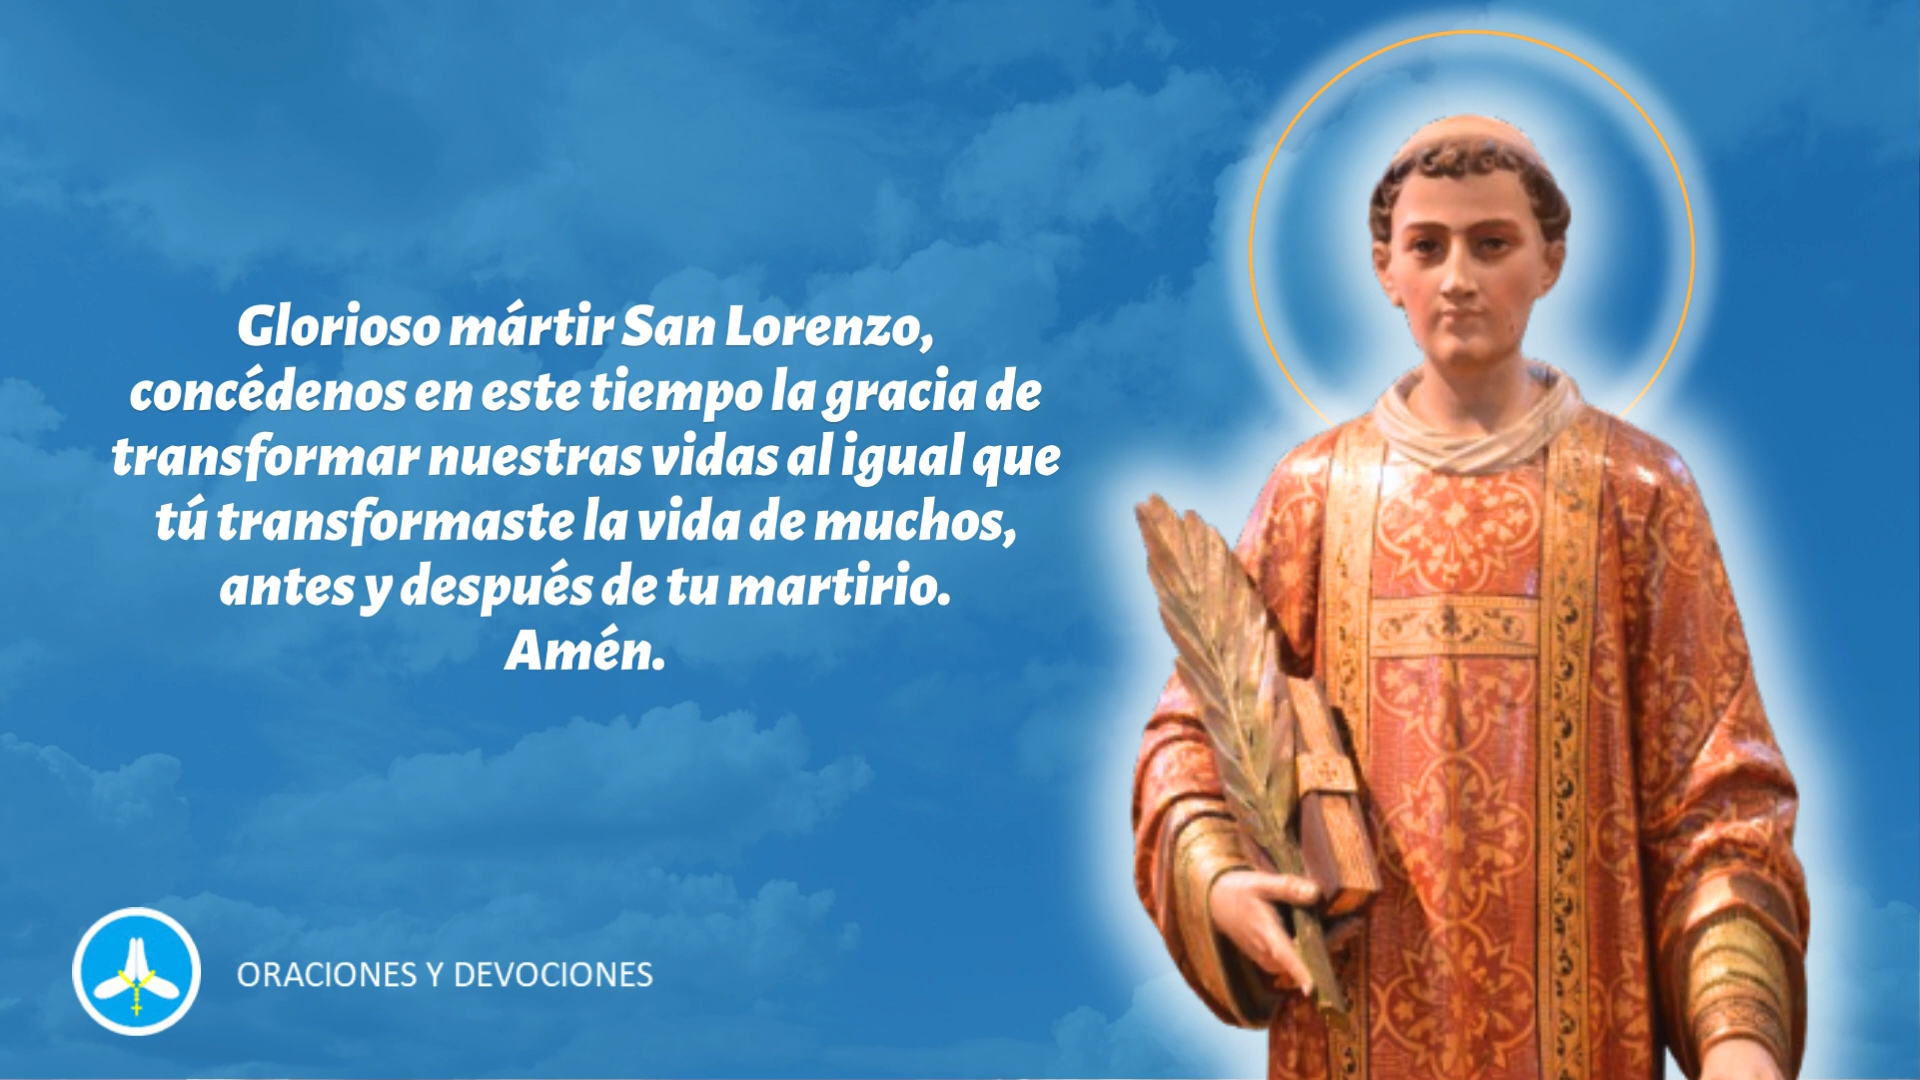 Glorioso mártir San Lorenzo,
concédenos en este tiempo la gracia de
transformar nuestras vidas al igual que
tú transformaste la vida de muchos,
antes y después de tu martirio.
Amén.
ORACIONES Y DEVOCIONES